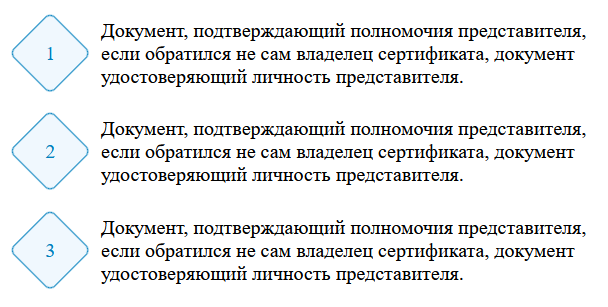 1
Документ, подтверждающий полномочия представителя,
если обратился не сам владелец сертификата, документ
удостоверяющий личность представителя.
2
Документ, подтверждающий полномочия представителя,
если обратился не сам владелец сертификата, документ
удостоверяющий личность представителя.
3
Документ, подтверждающий полномочия представителя,
если обратился не сам владелец сертификата, документ
удостоверяющий личность представителя.